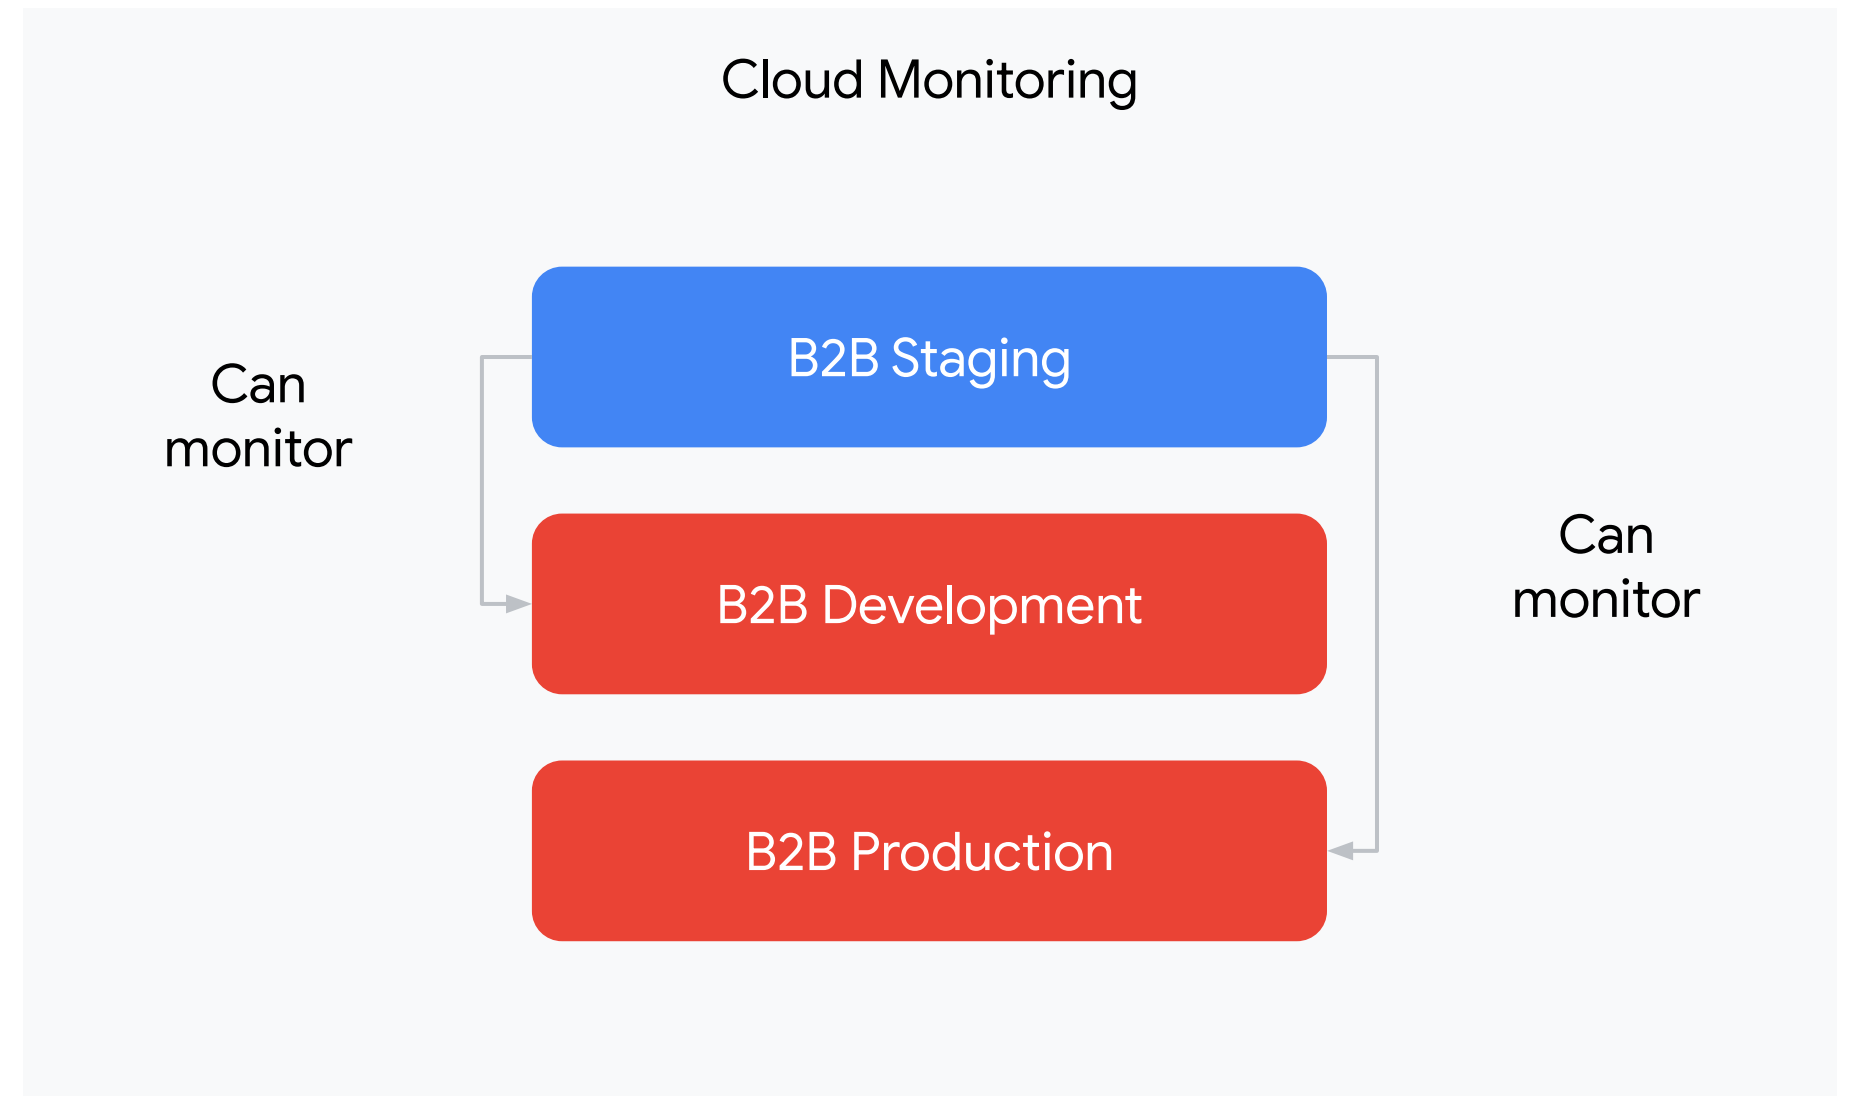 Cloud Monitoring
B2B Staging
Can
monitor
B2B Development
Can
monitor
B2B Production